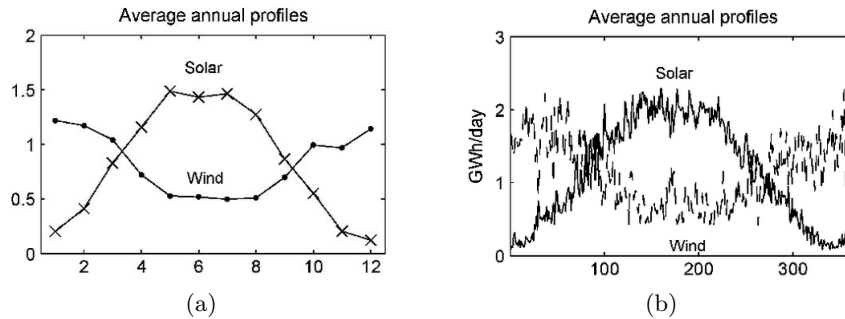 Average annual profiles
2
1.5
1
0.5
0
Solar
Wind
2 4 6 8 10 12
(a)
Average annual profiles
3
2
1
0
GWh/day
Solar
Wind
100 200 300
(b)